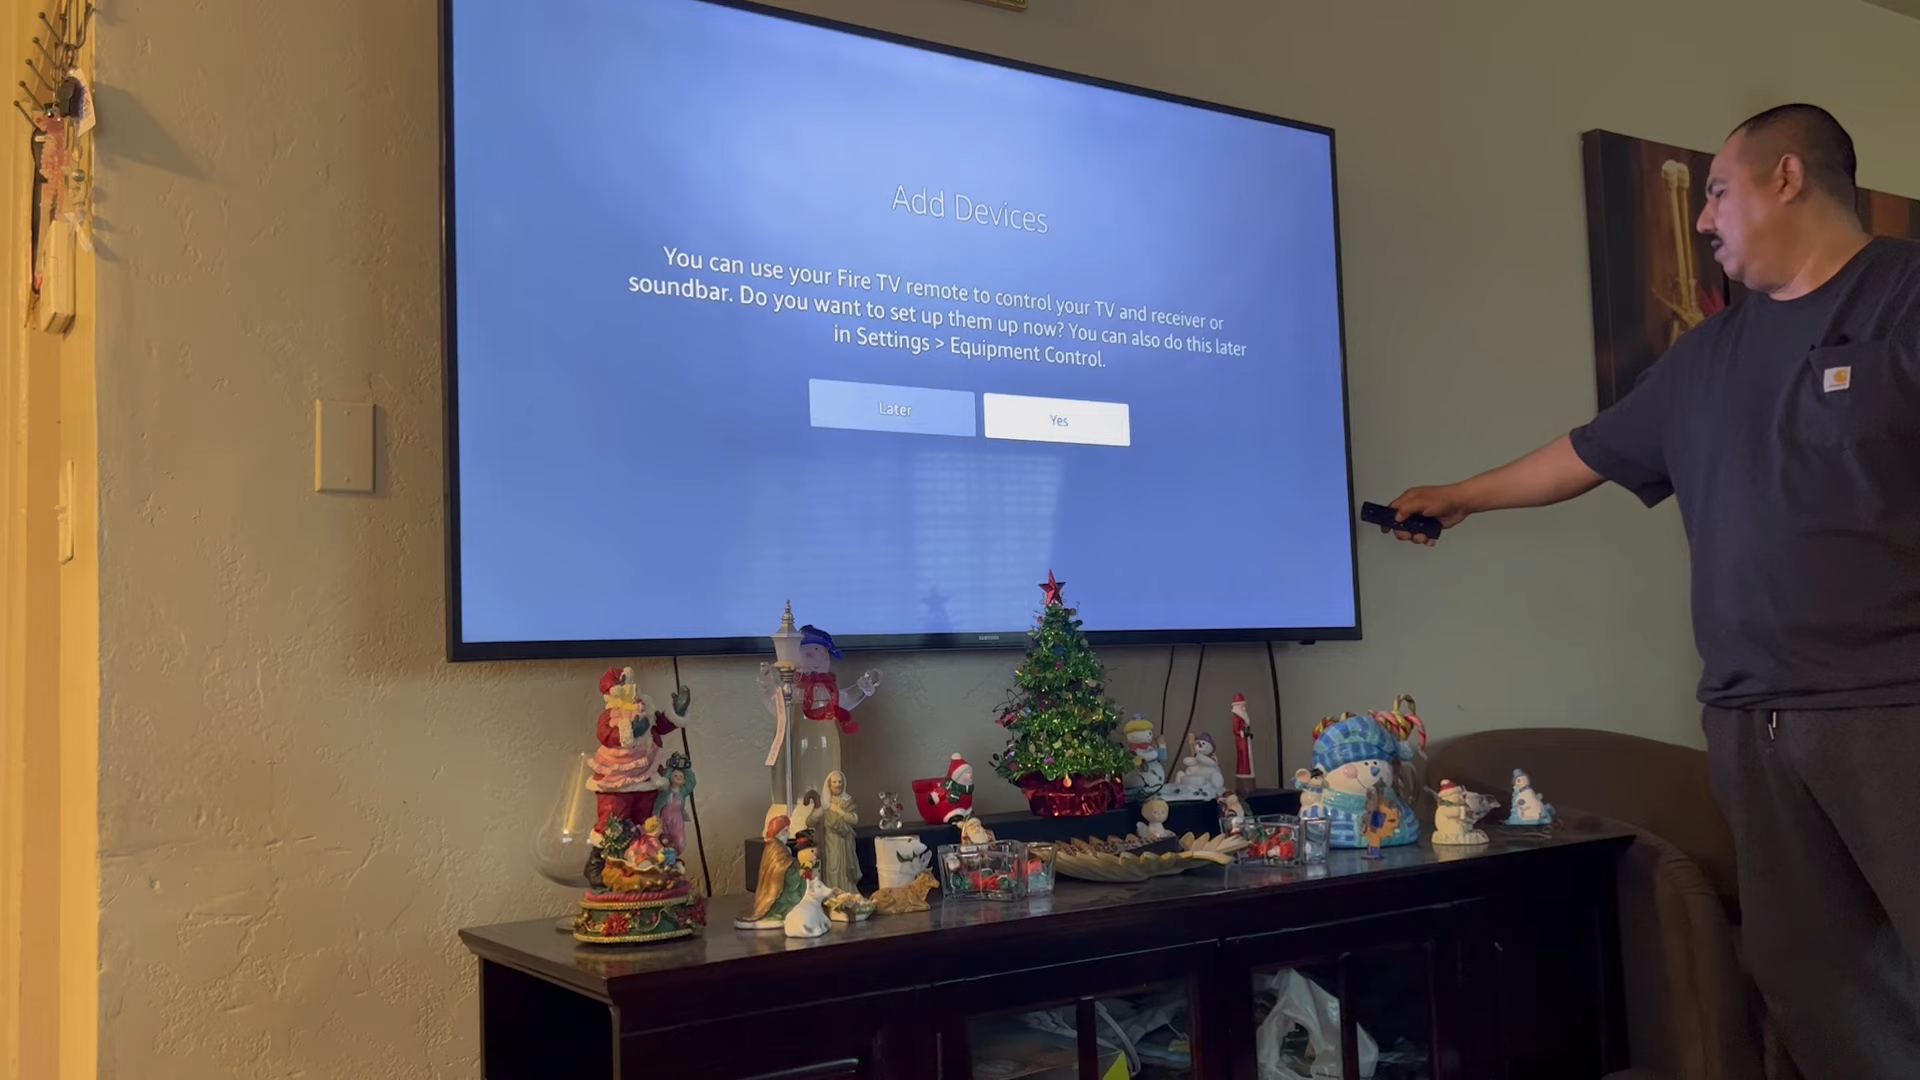 Add Devices
You can use your Fire TV remote to control your TV and receiver or
soundbar. Do you want to set up them up now? You can also do this later
in Settings > Equipment Control.
Later
Yes
SAMSUNG